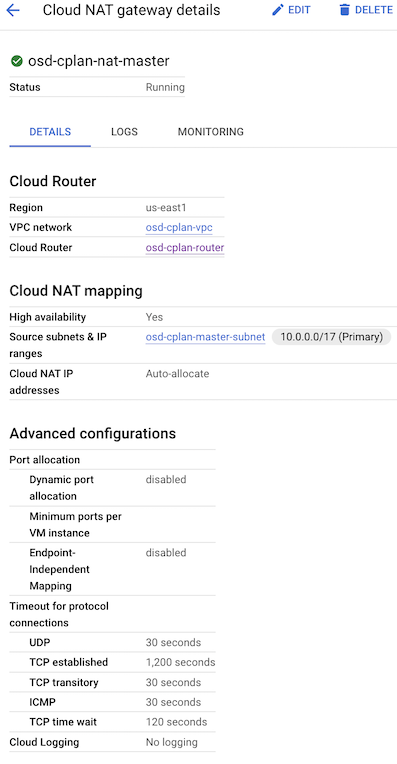 Cloud NAT gateway details
EDIT
DELETE
osd-cplan-nat-master
Status Running
DETAILS LOGS MONITORING
Cloud Router
Region us-east1
VPC network osd-cplan-vpc
Cloud Router osd-cplan-router
Cloud NAT mapping
High availability Yes
Source subnets & IP
ranges
osd-cplan-master-subnet 10.0.0.0/17 (Primary)
Cloud NAT IP
addresses
Auto-allocate
Advanced configurations
Port allocation
Dynamic port
allocation
disabled
Minimum ports per
VM instance
Endpoint-
Independent
Mapping
disabled
Timeout for protocol
connections
UDP 30 seconds
TCP established 1,200 seconds
TCP transitory 30 seconds
ICMP 30 seconds
TCP time wait 120 seconds
Cloud Logging No logging